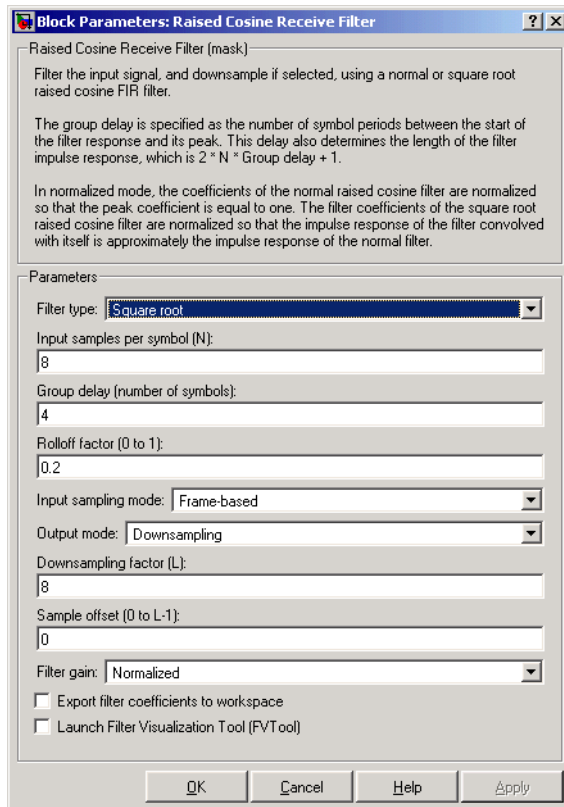 Block Parameters: Raised Cosine Receive Filter
Raised Cosine Receive Filter (mask)
Filter the input signal, and downsample if selected, using a normal or square root
raised cosine FIR filter.
The group delay is specified as the number of symbol periods between the start of
the filter response and its peak. This delay also determines the length of the filter
impulse response, which is 2 * N * Group delay + 1.
In normalized mode, the coefficients of the normal raised cosine filter are normalized
so that the peak coefficient is equal to one. The filter coefficients of the square root
raised cosine filter are normalized so that the impulse response of the filter convolved
with itself is approximately the impulse response of the normal filter.
Parameters
Filter type: Square root
Input samples per symbol (N):
8
Group delay (number of symbols):
4
Rolloff factor (0 to 1):
0.2
Input sampling mode: Frame-based
Output mode: Downsampling
Downsampling factor (L):
8
Sample offset (0 to L-1):
0
Filter gain: Normalized
Export filter coefficients to workspace
Launch Filter Visualization Tool (FVTool)
OK Cancel Help Apply